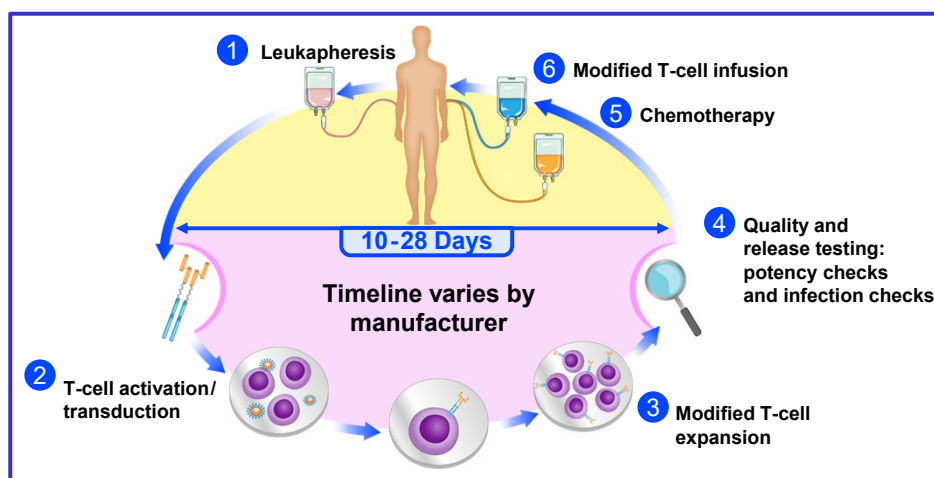 1 Leukapheresis
6 Modified T-cell infusion
5 Chemotherapy
4 Quality and
release testing:
potency checks
and infection checks
10-28 Days
Timeline varies by
manufacturer
2 T-cell activation/
transduction
3 Modified T-cell
expansion